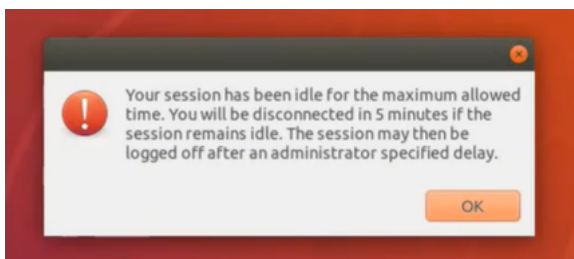 Your session has been idle for the maximum allowed
time. You will be disconnected in 5 minutes if the
session remains idle. The session may then be
logged off after an administrator specified delay.
OK